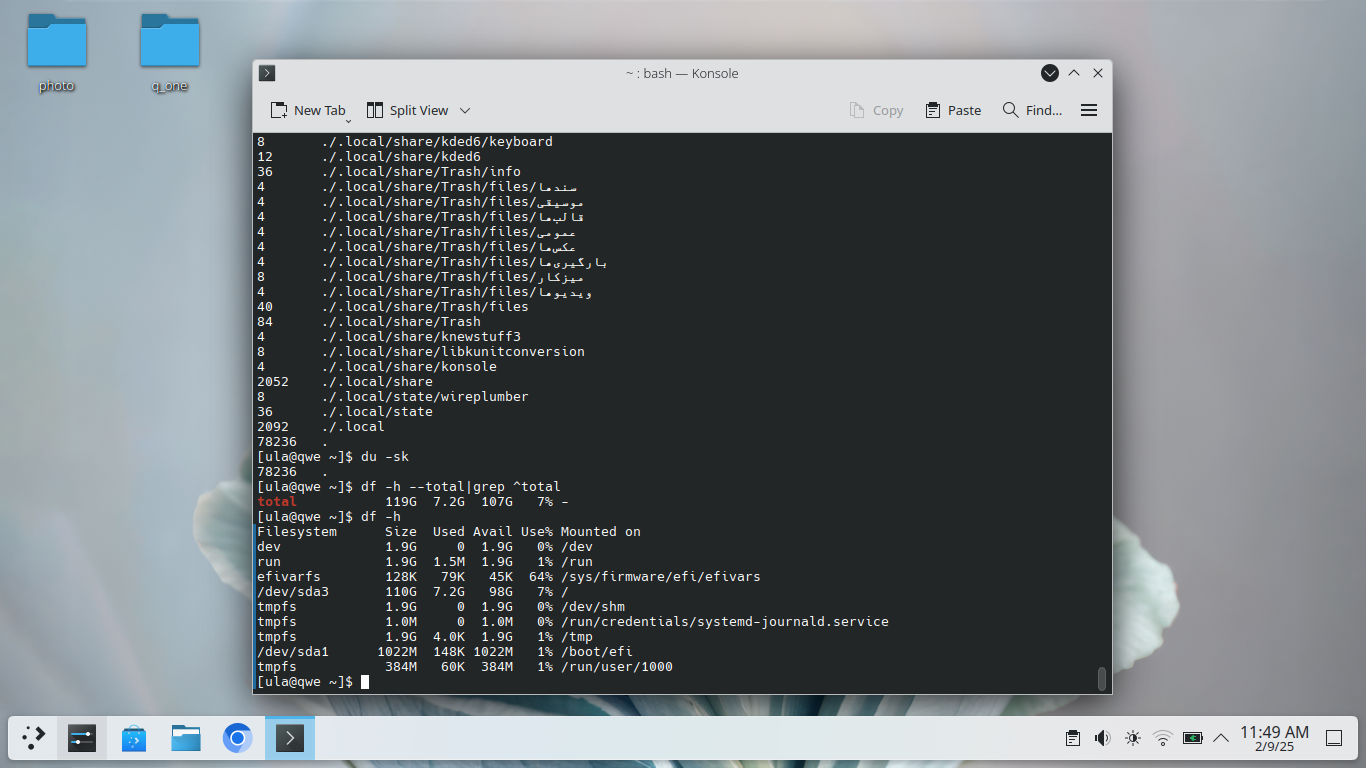 photo
q_one
~ : bash — Konsole
New Tab
Split View
Copy
Paste
Find...
8 ./.local/share/kded6/keyboard
12 ./.local/share/kded6
36 ./.local/share/Trash/info
4 ./.local/share/Trash/files/سندها
4 ./.local/share/Trash/files/موسیقی
4 ./.local/share/Trash/files/قالب‌ها
4 ./.local/share/Trash/files/عمومی
4 ./.local/share/Trash/files/عکس‌ها
4 ./.local/share/Trash/files/بارگیری‌ها
8 ./.local/share/Trash/files/میزکار
4 ./.local/share/Trash/files/ویدیوها
40 ./.local/share/Trash/files
84 ./.local/share/Trash
4 ./.local/share/knewstuff3
8 ./.local/share/libkunitconversion
4 ./.local/share/konsole
2052 ./.local/share
8 ./.local/state/wireplumber
36 ./.local/state
2092 ./.local
78236 .
[ula@qwe ~]$ du -sk
78236 .
[ula@qwe ~]$ df -h --total|grep ^total
total 119G 7.2G 107G 7% -
[ula@qwe ~]$ df -h
Filesystem Size Used Avail Use% Mounted on
dev 1.9G 0 1.9G 0% /dev
run 1.9G 1.5M 1.9G 1% /run
efivarfs 128K 79K 45K 64% /sys/firmware/efi/efivars
/dev/sda3 110G 7.2G 98G 7% /
tmpfs 1.9G 0 1.9G 0% /dev/shm
tmpfs 1.0M 0 1.0M 0% /run/credentials/systemd-journald.service
tmpfs 1.9G 4.0K 1.9G 1% /tmp
/dev/sda1 1022M 148K 1022M 1% /boot/efi
tmpfs 384M 60K 384M 1% /run/user/1000
[ula@qwe ~]$
11:49 AM
2/9/25